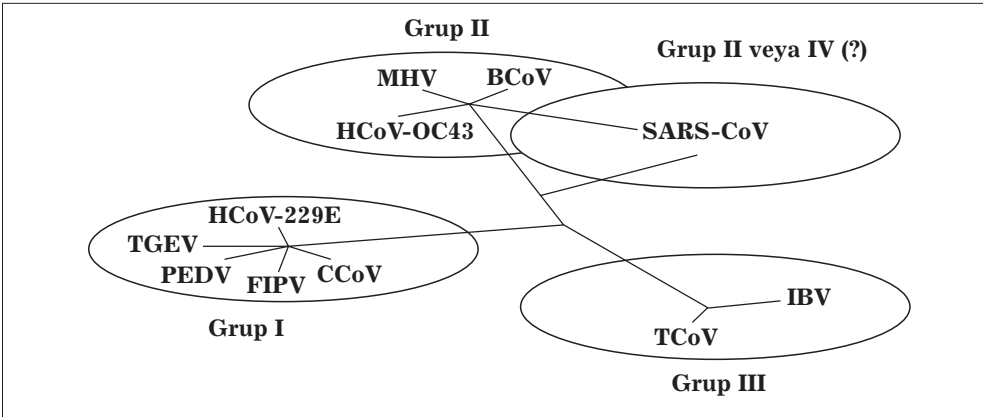 Grup II
Grup II veya IV (?)
MHV
BCoV
HCoV-OC43
SARS-CoV
HCoV-229E
TGEV
PEDV
FIPV
CCoV
Grup I
IBV
TCoV
Grup III